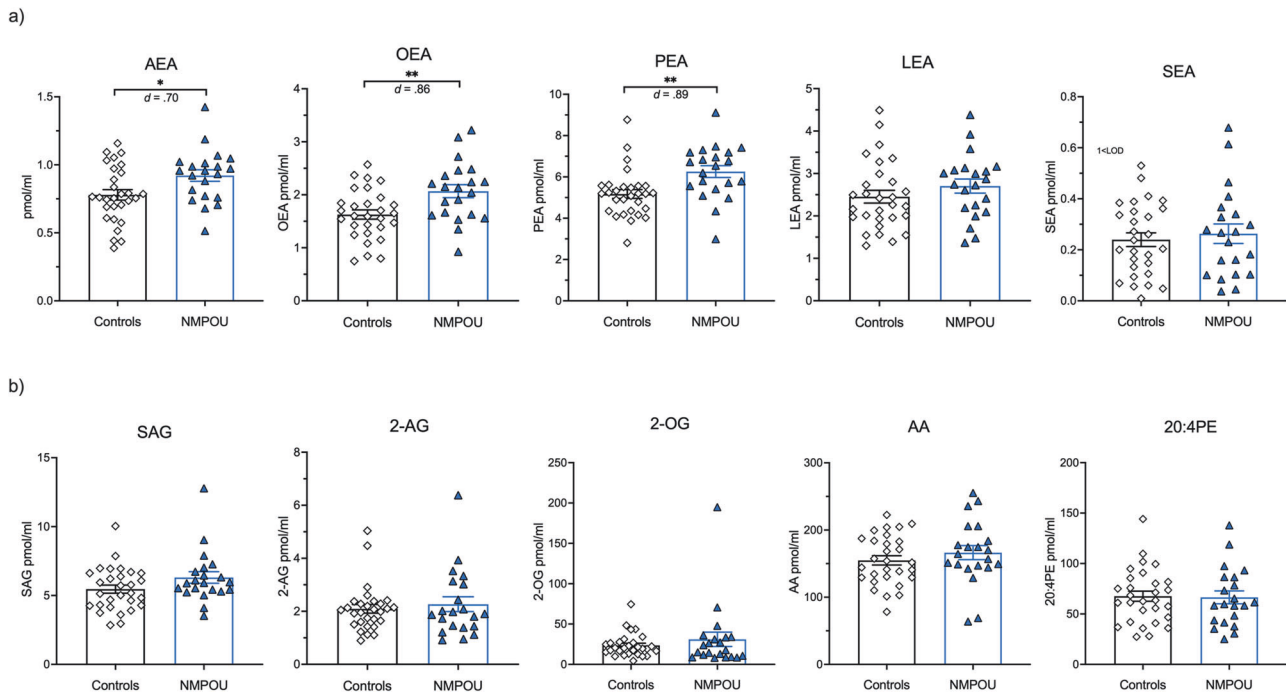 a)
AEA
*
d = .70
pmol/ml
1.5
1.0
0.5
0.0
Controls
NMPOU
OEA
**
d = .86
OEA pmol/ml
4
3
2
1
0
Controls
NMPOU
PEA
**
d = .89
PEA pmol/ml
10
8
6
4
2
0
Controls
NMPOU
LEA
LEA pmol/ml
5
4
3
2
1
0
Controls
NMPOU
SEA
1<LOD
SEA pmol/ml
0.8
0.6
0.4
0.2
0.0
Controls
NMPOU
b)
SAG
SAG pmol/ml
15
10
5
0
Controls
NMPOU
2-AG
2-AG pmol/ml
8
6
4
2
0
Controls
NMPOU
2-OG
2-OG pmol/ml
250
200
150
100
50
0
Controls
NMPOU
AA
AA pmol/ml
300
200
100
0
Controls
NMPOU
20:4PE
20:4PE pmol/ml
200
150
100
50
0
Controls
NMPOU